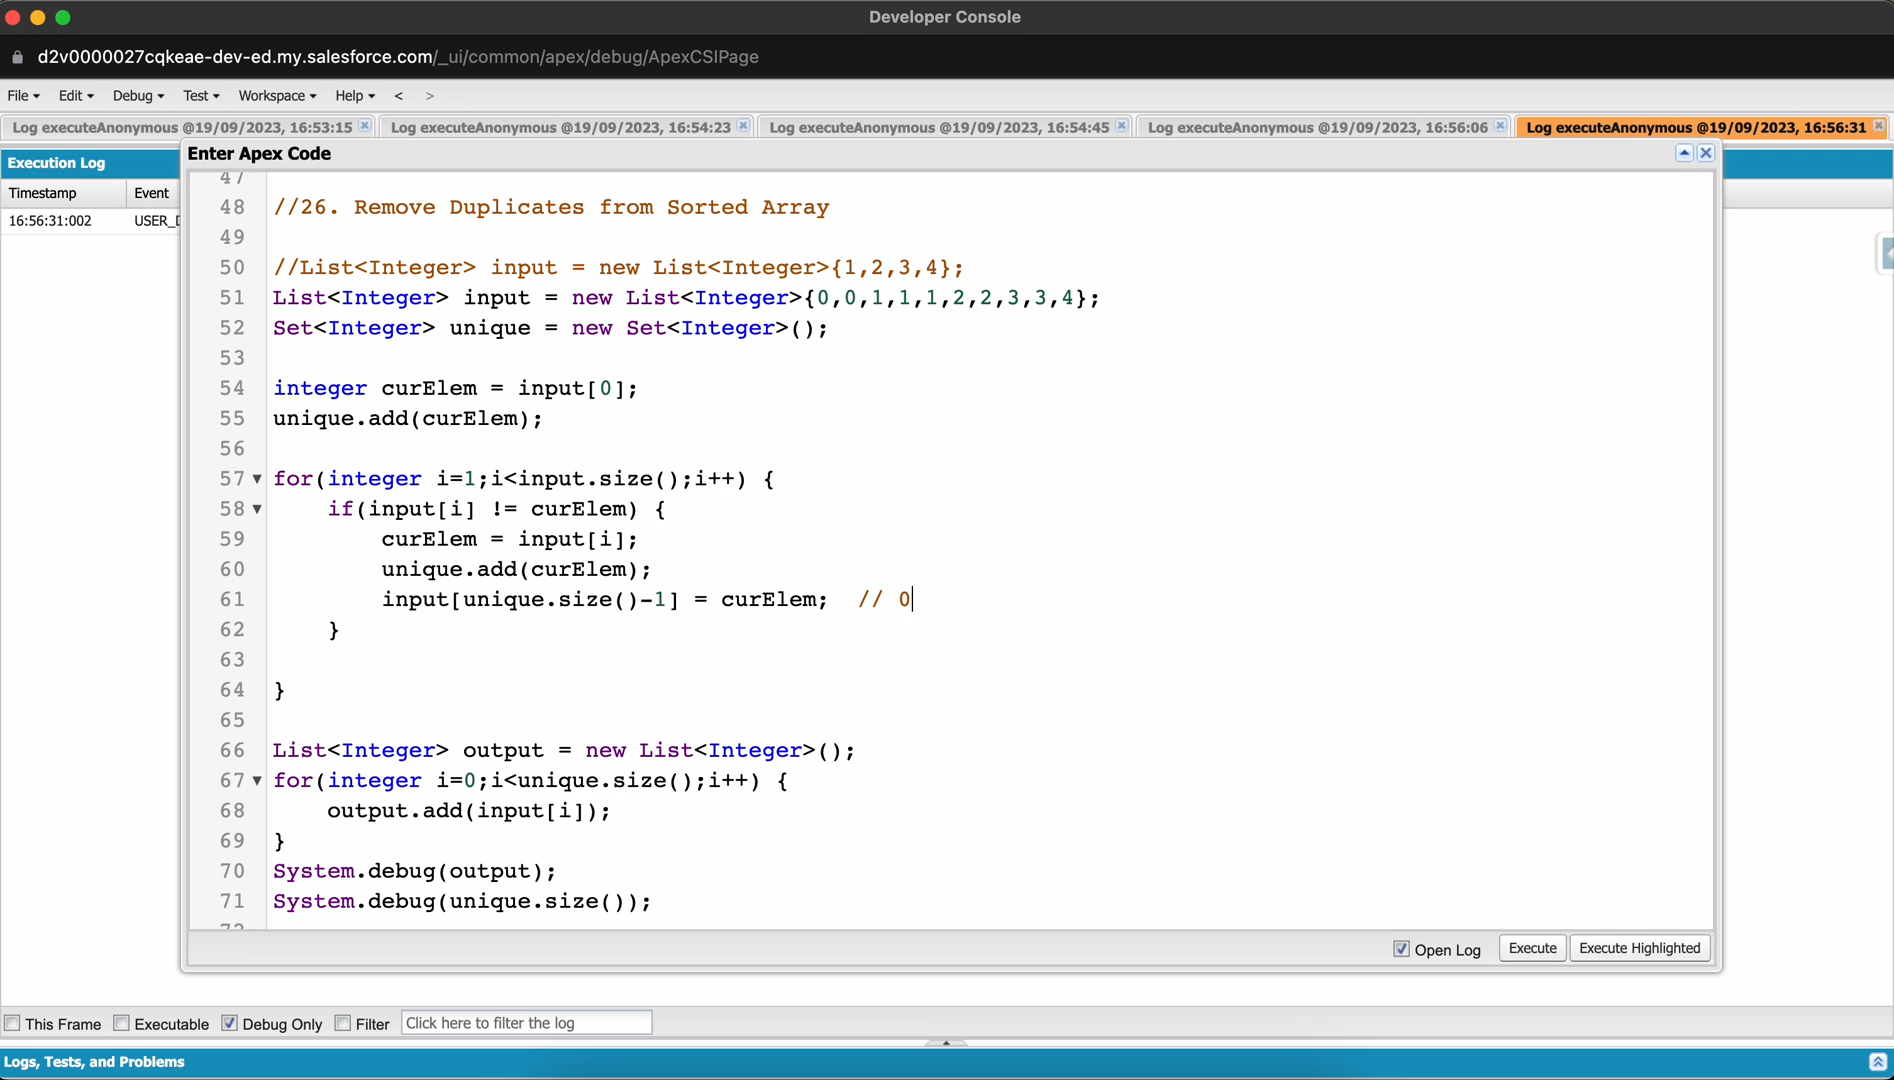 Developer Console
d2v0000027cqkeae-dev-ed.my.salesforce.com/_ui/common/apex/debug/ApexCSIPage
File Edit Debug Test Workspace Help < >
Log executeAnonymous @19/09/2023, 16:53:15 Log executeAnonymous @19/09/2023, 16:54:23 Log executeAnonymous @19/09/2023, 16:54:45 Log executeAnonymous @19/09/2023, 16:56:06 Log executeAnonymous @19/09/2023, 16:56:31
Execution Log
Timestamp Event
16:56:31:002 USER_D
Enter Apex Code
47
48 //26. Remove Duplicates from Sorted Array
49
50 //List<Integer> input = new List<Integer>{1,2,3,4};
51 List<Integer> input = new List<Integer>{0,0,1,1,1,2,2,3,3,4};
52 Set<Integer> unique = new Set<Integer>();
53
54 integer curElem = input[0];
55 unique.add(curElem);
56
57 for(integer i=1;i<input.size();i++) {
58 if(input[i] != curElem) {
59 curElem = input[i];
60 unique.add(curElem);
61 input[unique.size()-1] = curElem; // 0
62 }
63
64 }
65
66 List<Integer> output = new List<Integer>();
67 for(integer i=0;i<unique.size();i++) {
68 output.add(input[i]);
69 }
70 System.debug(output);
71 System.debug(unique.size());
72
Open Log Execute Execute Highlighted
This Frame Executable Debug Only Filter Click here to filter the log
Logs, Tests, and Problems